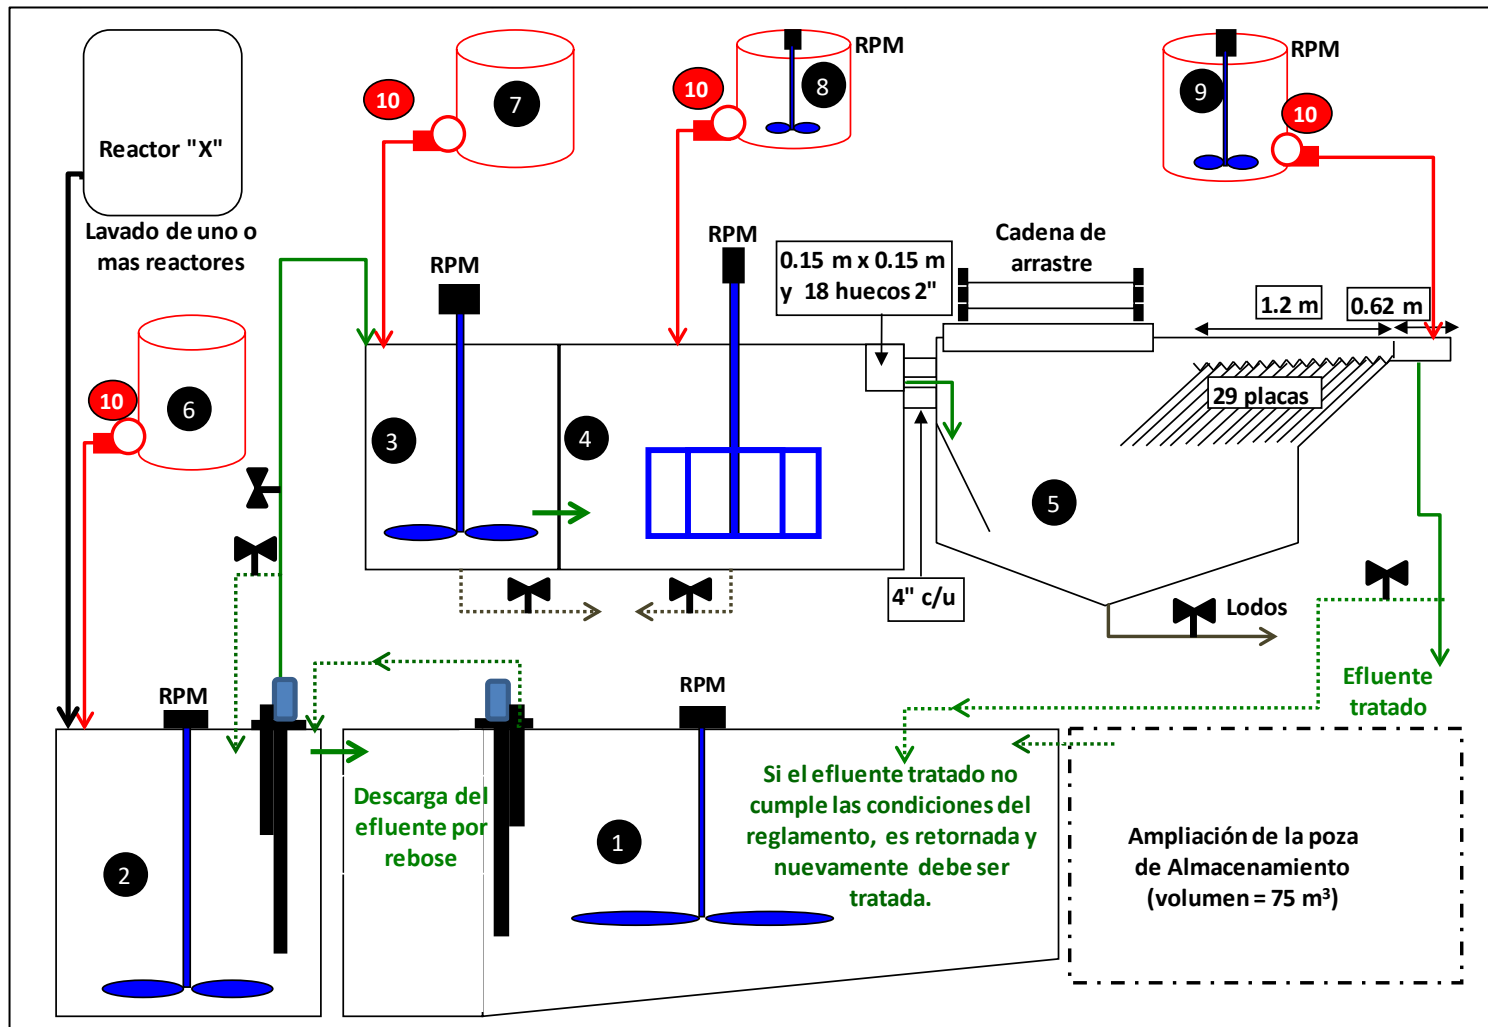 RPM
RPM
7
8
9
10
10
10
Reactor "X"
Lavado de uno o
mas reactores
RPM
RPM
0.15 m x 0.15 m
y 18 huecos 2"
Cadena de
arrastre
1.2 m
0.62 m
29 placas
6
10
3
4
5
4" c/u
Lodos
RPM
RPM
Efluente
tratado
Descarga del
efluente por
rebose
1
2
Si el efluente tratado no
cumple las condiciones del
reglamento, es retornada y
nuevamente debe ser
tratada.
Ampliación de la poza
de Almacenamiento
(volumen = 75 m³)